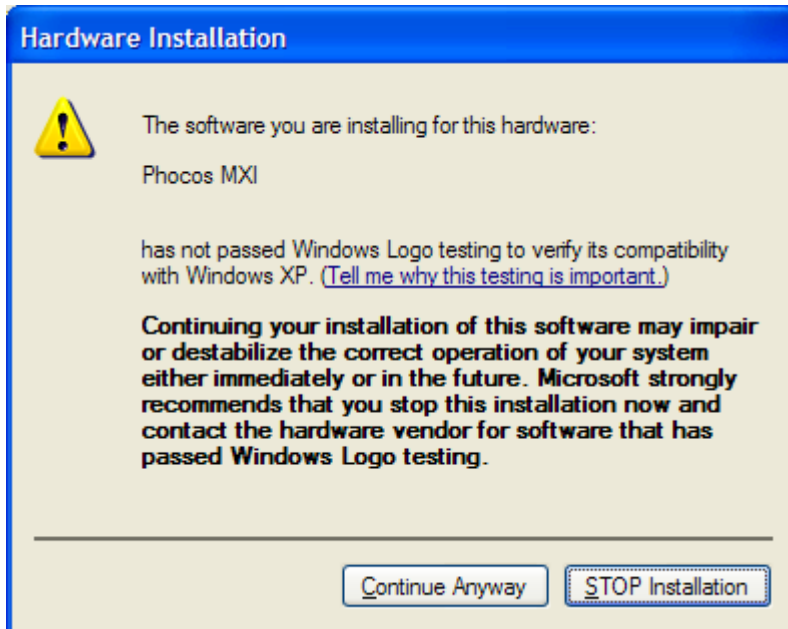 Hardware Installation
The software you are installing for this hardware:
Phocos MXI
has not passed Windows Logo testing to verify its compatibility
with Windows XP. (Tell me why this testing is important.)
Continuing your installation of this software may impair
or destabilize the correct operation of your system
either immediately or in the future. Microsoft strongly
recommends that you stop this installation now and
contact the hardware vendor for software that has
passed Windows Logo testing.
Continue Anyway
STOP Installation